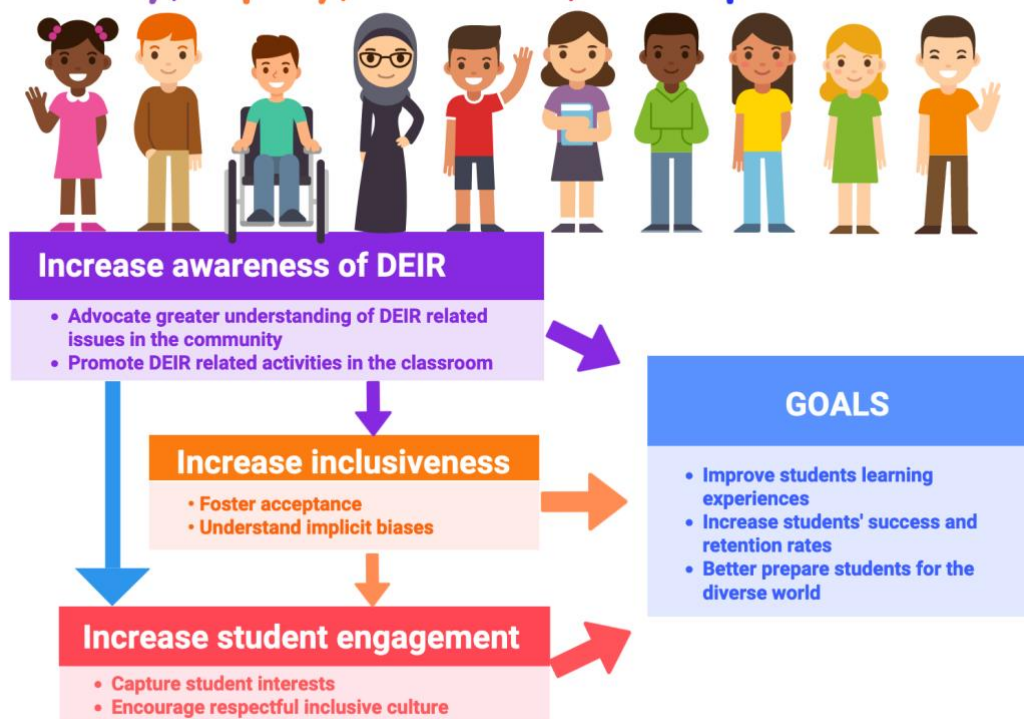 Increase awareness of DEIR
• Advocate greater understanding of DEIR related
issues in the community
• Promote DEIR related activities in the classroom
Increase inclusiveness
• Foster acceptance
• Understand implicit biases
Increase student engagement
• Capture student interests
• Encourage respectful inclusive culture
GOALS
• Improve students learning
experiences
• Increase students' success and
retention rates
• Better prepare students for the
diverse world